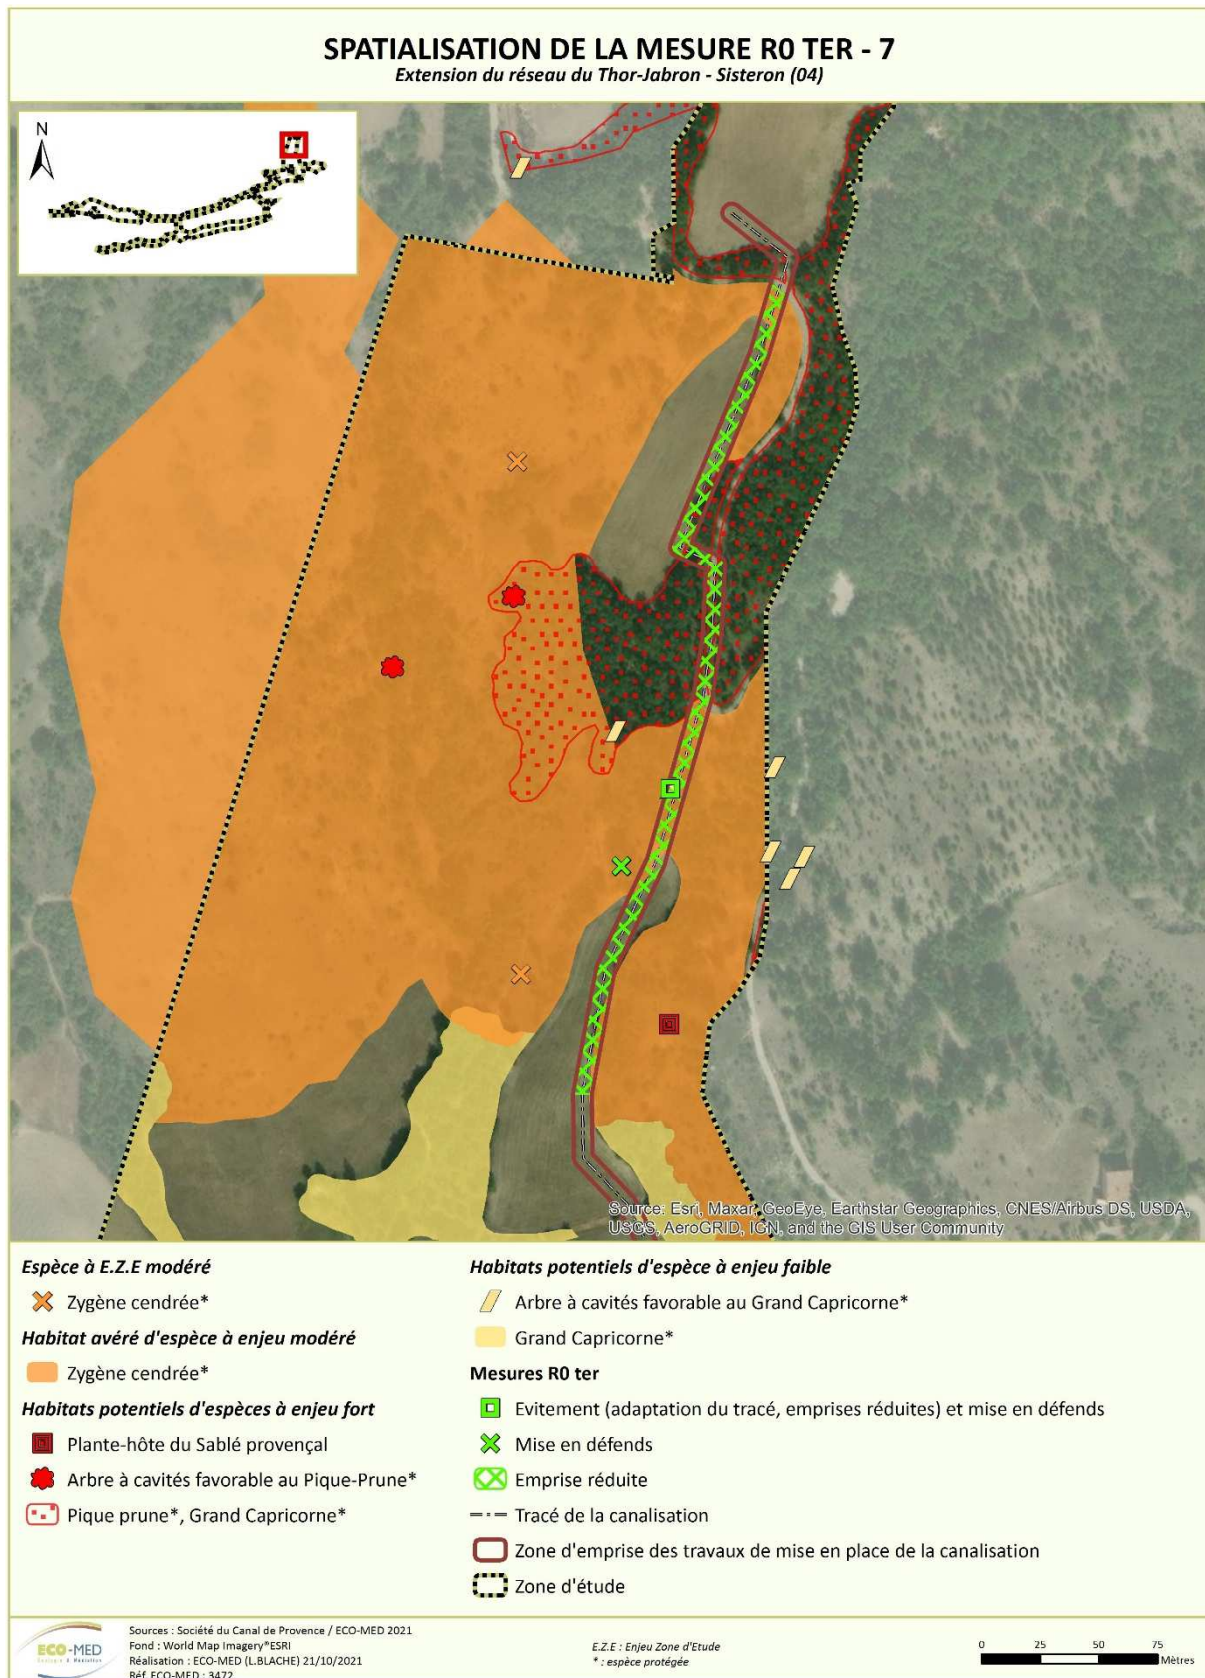 SPATIALISATION DE LA MESURE R0 TER - 7
Extension du réseau du Thor-Jabron - Sisteron (04)
N
Source: Esri, Maxar, GeoEye, Earthstar Geographics, CNES/Airbus DS, USDA,
USGS, AeroGRID, IGN, and the GIS User Community
Espèce à E.Z.E modéré
Zygène cendrée*
Habitat avéré d'espèce à enjeu modéré
Zygène cendrée*
Habitats potentiels d'espèces à enjeu fort
Plante-hôte du Sablé provençal
Arbre à cavités favorable au Pique-Prune*
Pique prune*, Grand Capricorne*
Habitats potentiels d'espèce à enjeu faible
Arbre à cavités favorable au Grand Capricorne*
Grand Capricorne*
Mesures R0 ter
Evitement (adaptation du tracé, emprises réduites) et mise en défends
Mise en défends
Emprise réduite
Tracé de la canalisation
Zone d'emprise des travaux de mise en place de la canalisation
Zone d'étude
ECO-MED
Ecologie & Médiation
Sources : Société du Canal de Provence / ECO-MED 2021
Fond : World Map Imagery®ESRI
Réalisation : ECO-MED (L.BLACHE) 21/10/2021
Réf. ECO-MED : 3472
E.Z.E : Enjeu Zone d'Etude
* : espèce protégée
0 25 50 75
Mètres